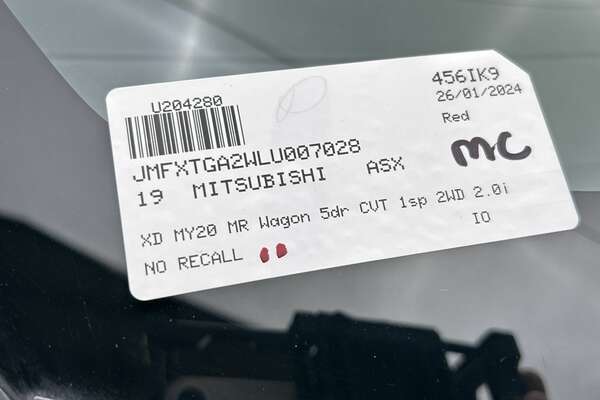 U204280
456IK9
26/01/2024
Red
MC
JMFXTGA2WLU007028
19 MITSUBISHI ASX
XD MY20 MR Wagon 5dr CVT 1sp 2WD 2.0i
NO RECALL
IO